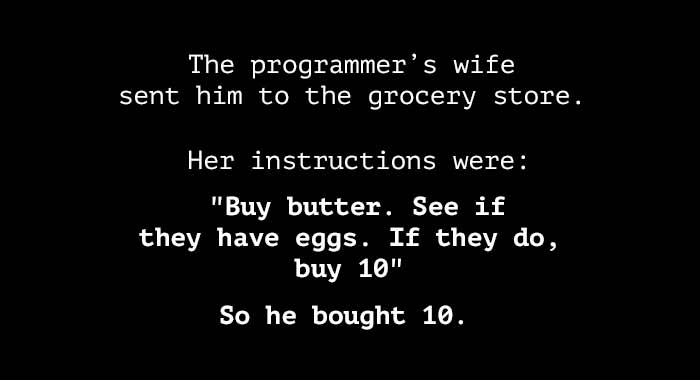 The programmer’s wife
sent him to the grocery store.
Her instructions were:
"Buy butter. See if
they have eggs. If they do,
buy 10"
So he bought 10.